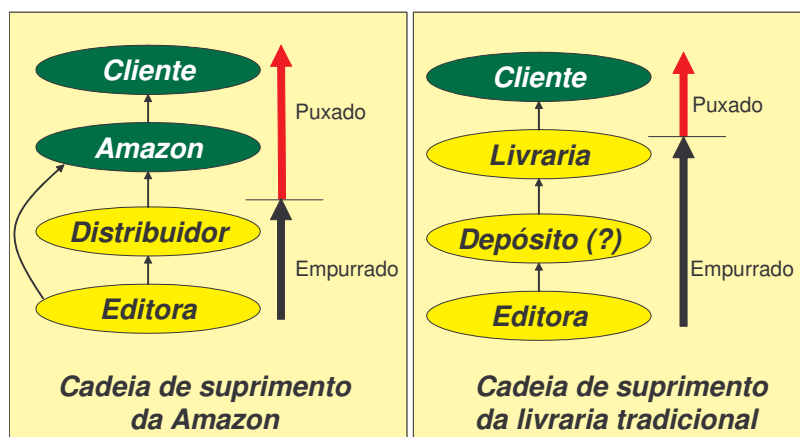 Cliente
Puxado
Amazon
Distribuidor
Empurrado
Editora
Cadeia de suprimento
da Amazon
Cliente
Puxado
Livraria
Depósito (?)
Empurrado
Editora
Cadeia de suprimento
da livraria tradicional